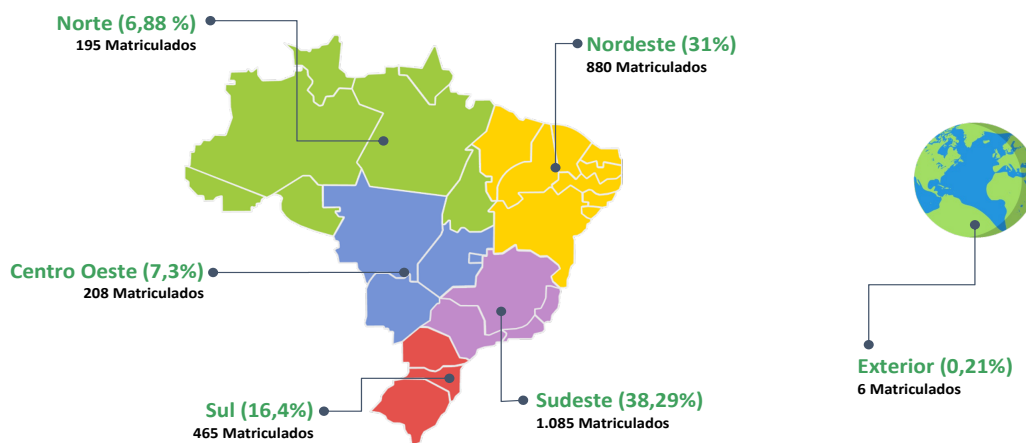 Norte (6,88 %)
195 Matriculados
Nordeste (31%)
880 Matriculados
Centro Oeste (7,3%)
208 Matriculados
Exterior (0,21%)
6 Matriculados
Sul (16,4%)
465 Matriculados
Sudeste (38,29%)
1.085 Matriculados